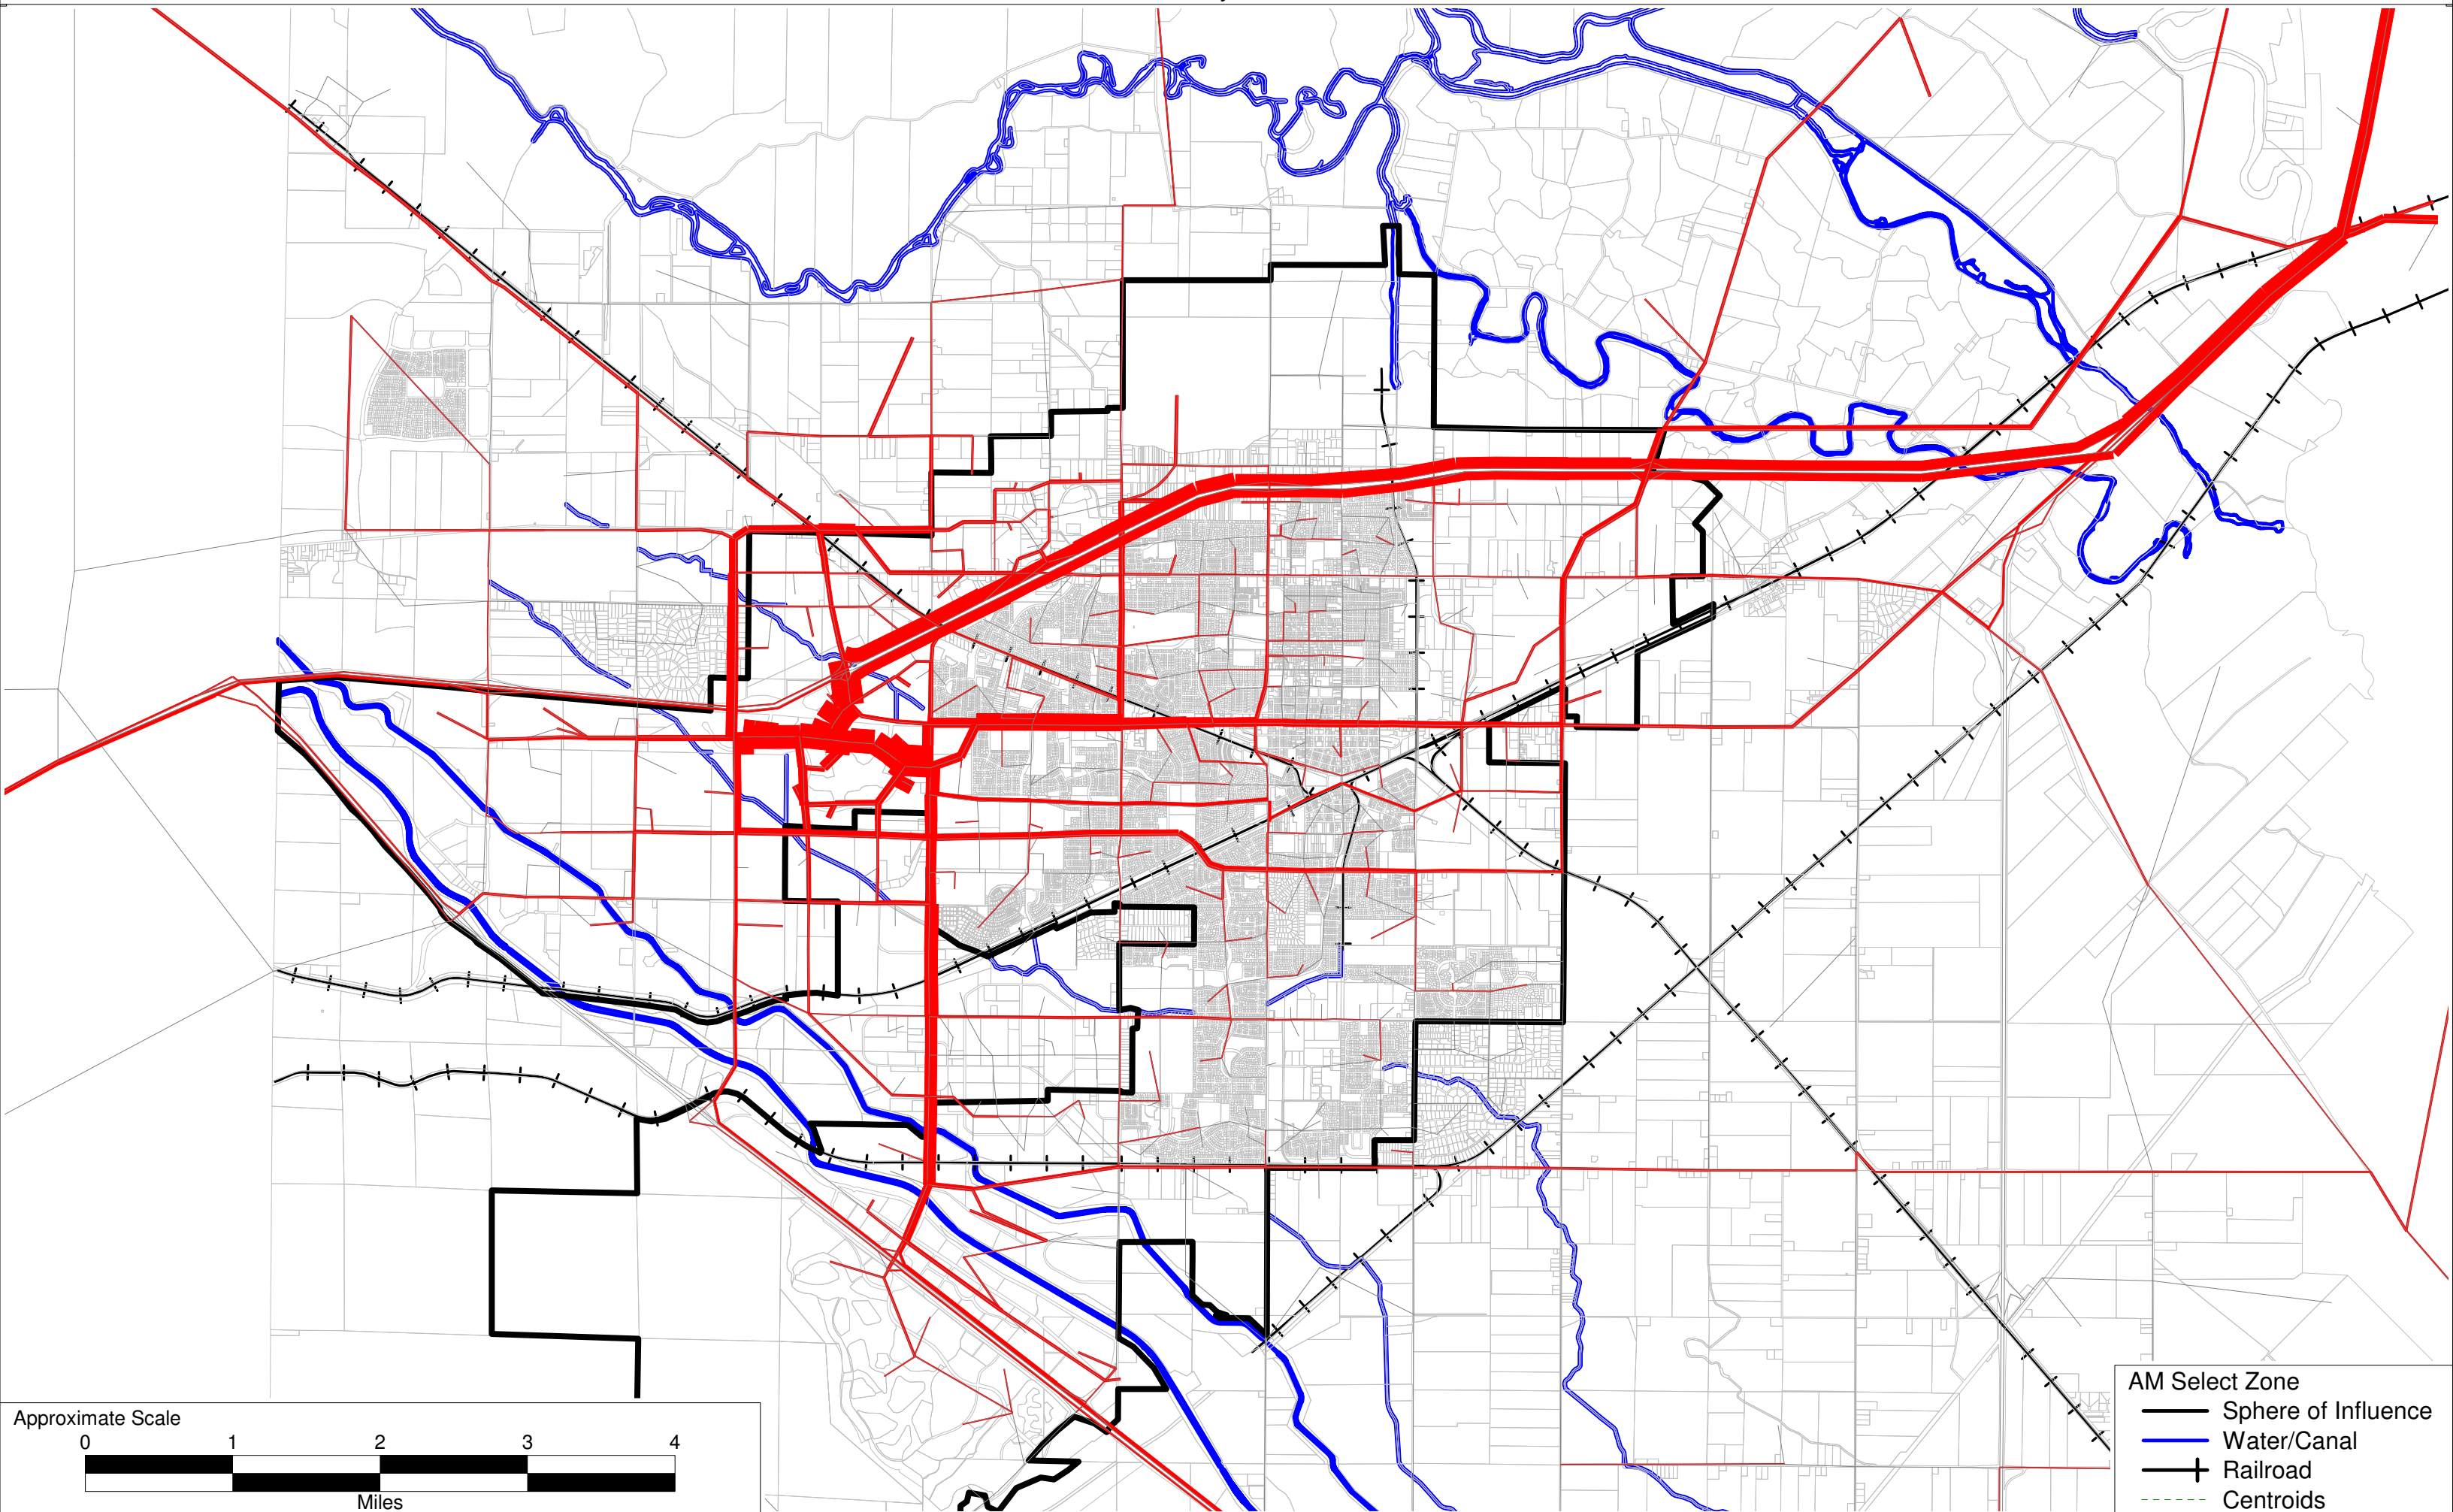 Approximate Scale
0 1 2 3 4
Miles
AM Select Zone
Sphere of Influence
Water/Canal
Railroad
Centroids